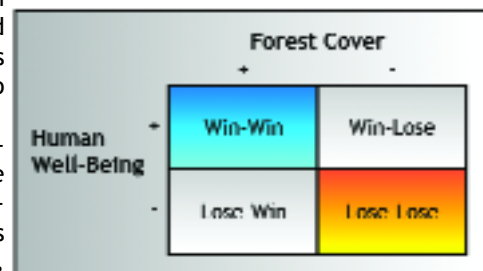 Forest Cover
+ -
Human
Well-Being
+
Win-Win Win-Lose
-
Lose Win Lose Lose